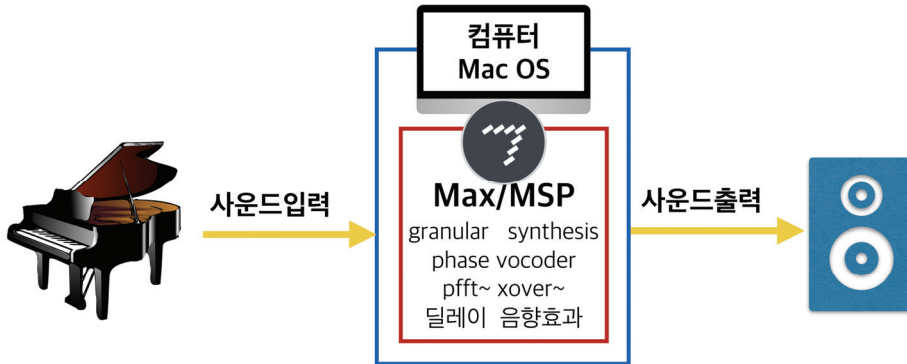 컴퓨터
Mac OS
사운드입력
Max/MSP
granular synthesis
phase vocoder
pfft~ xover~
딜레이 음향효과
사운드출력